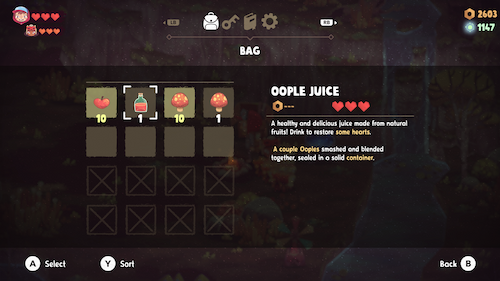 LB
RB
2603
1147
BAG
10
1
10
1
OOPLE JUICE
---
A healthy and delicious juice made from natural
fruits! Drink to restore some hearts.
A couple Ooples smashed and blended
together, sealed in a solid container.
A Select
Y Sort
Back B